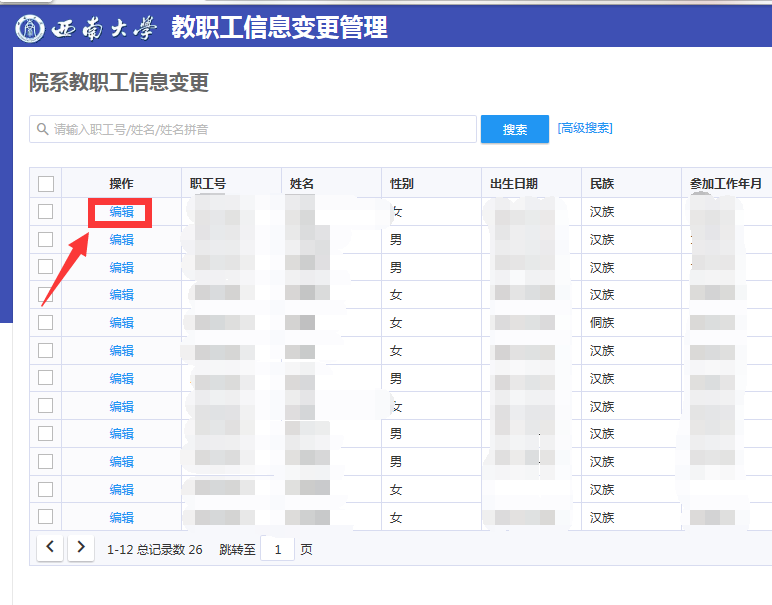 西南大学 教职工信息变更管理
院系教职工信息变更
请输入职工号/姓名/姓名拼音 搜索 [高级搜索]
操作 职工号 姓名 性别 出生日期 民族 参加工作年月
编辑 女 汉族
编辑 男 汉族
编辑 男 汉族
编辑 女 汉族
编辑 女 侗族
编辑 女 汉族
编辑 男 汉族
编辑 女 汉族
编辑 男 汉族
编辑 男 汉族
编辑 女 汉族
编辑 女 汉族
1-12 总记录数 26 跳转至 1 页